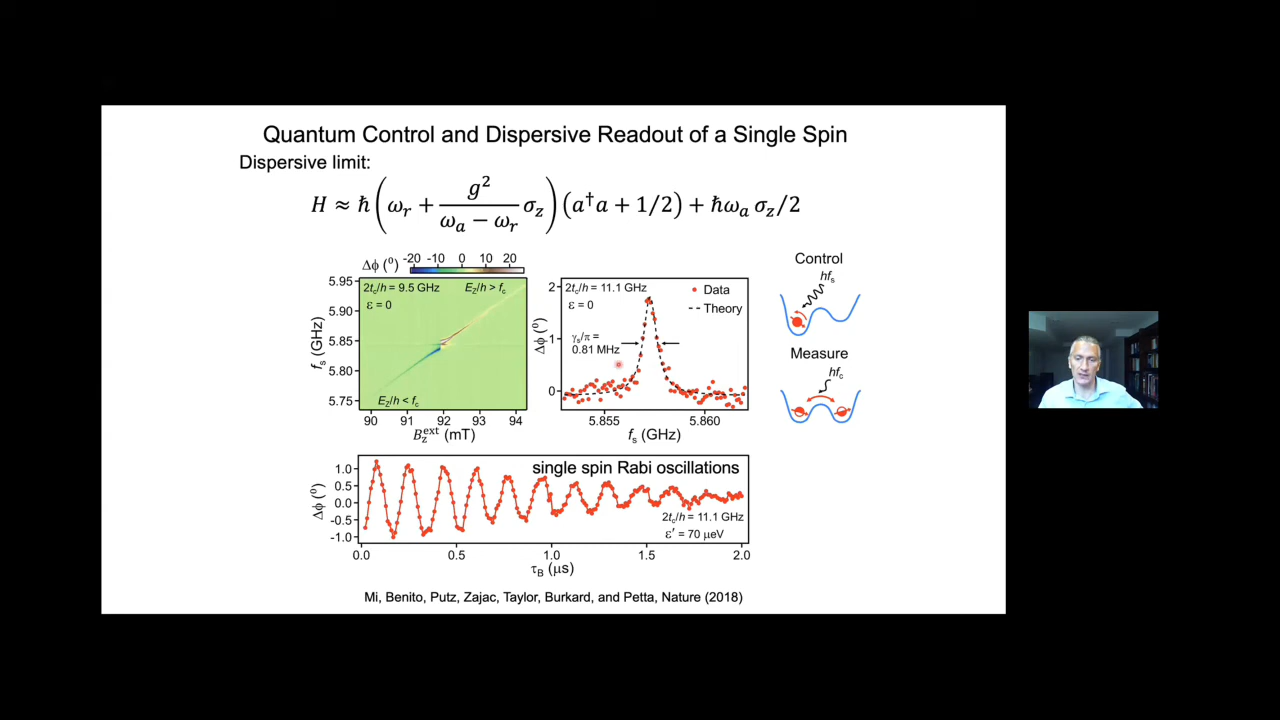 Quantum Control and Dispersive Readout of a Single Spin
Dispersive limit:
H ≈ ℏ(ω_r + g²/(ω_a − ω_r) σ_z)(a†a + 1/2) + ℏω_a σ_z/2
Δϕ (⁰) -20 -10 0 10 20
2t_c/h = 9.5 GHz E_Z/h > f_c
ε = 0
E_Z/h < f_c
5.95
5.90
5.85
5.80
5.75
f_s (GHz)
90 91 92 93 94
B_z^ext (mT)
2t_c/h = 11.1 GHz
ε = 0
Data
Theory
γ_s/π =
0.81 MHz
2
1
0
Δϕ (⁰)
5.855 5.860
f_s (GHz)
Control
hf_s
Measure
hf_c
single spin Rabi oscillations
1.0
0.5
0.0
-0.5
-1.0
Δϕ (⁰)
2t_c/h = 11.1 GHz
ε′ = 70 µeV
0.0 0.5 1.0 1.5 2.0
τ_B (µs)
Mi, Benito, Putz, Zajac, Taylor, Burkard, and Petta, Nature (2018)